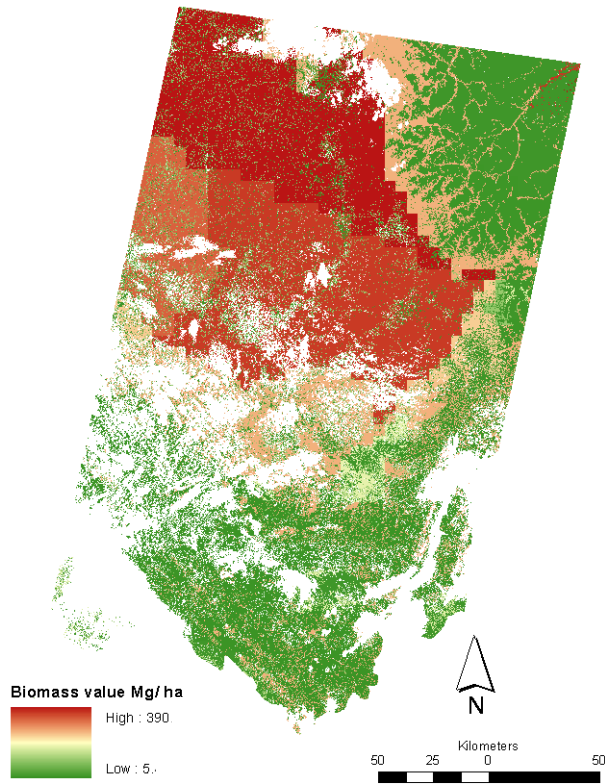 N
Biomass value Mg/ha
High : 390
Low : 5.
Kilometers
50 25 0 50